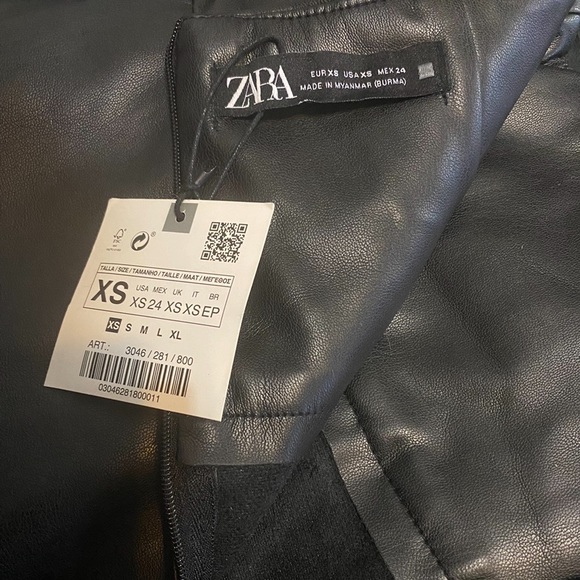 ZARA
EUR XS USA XS MEX 24
MADE IN MYANMAR (BURMA)
FSC
TALLA / SIZE / TAMANHO / TAILLE / MAAT / ΜΕΓΕΘΟΣ
XS
USA MEX UK IT BR
XS 24 XS XS EP
XS S M L XL
ART.: 3046 / 281 / 800
03046281800011